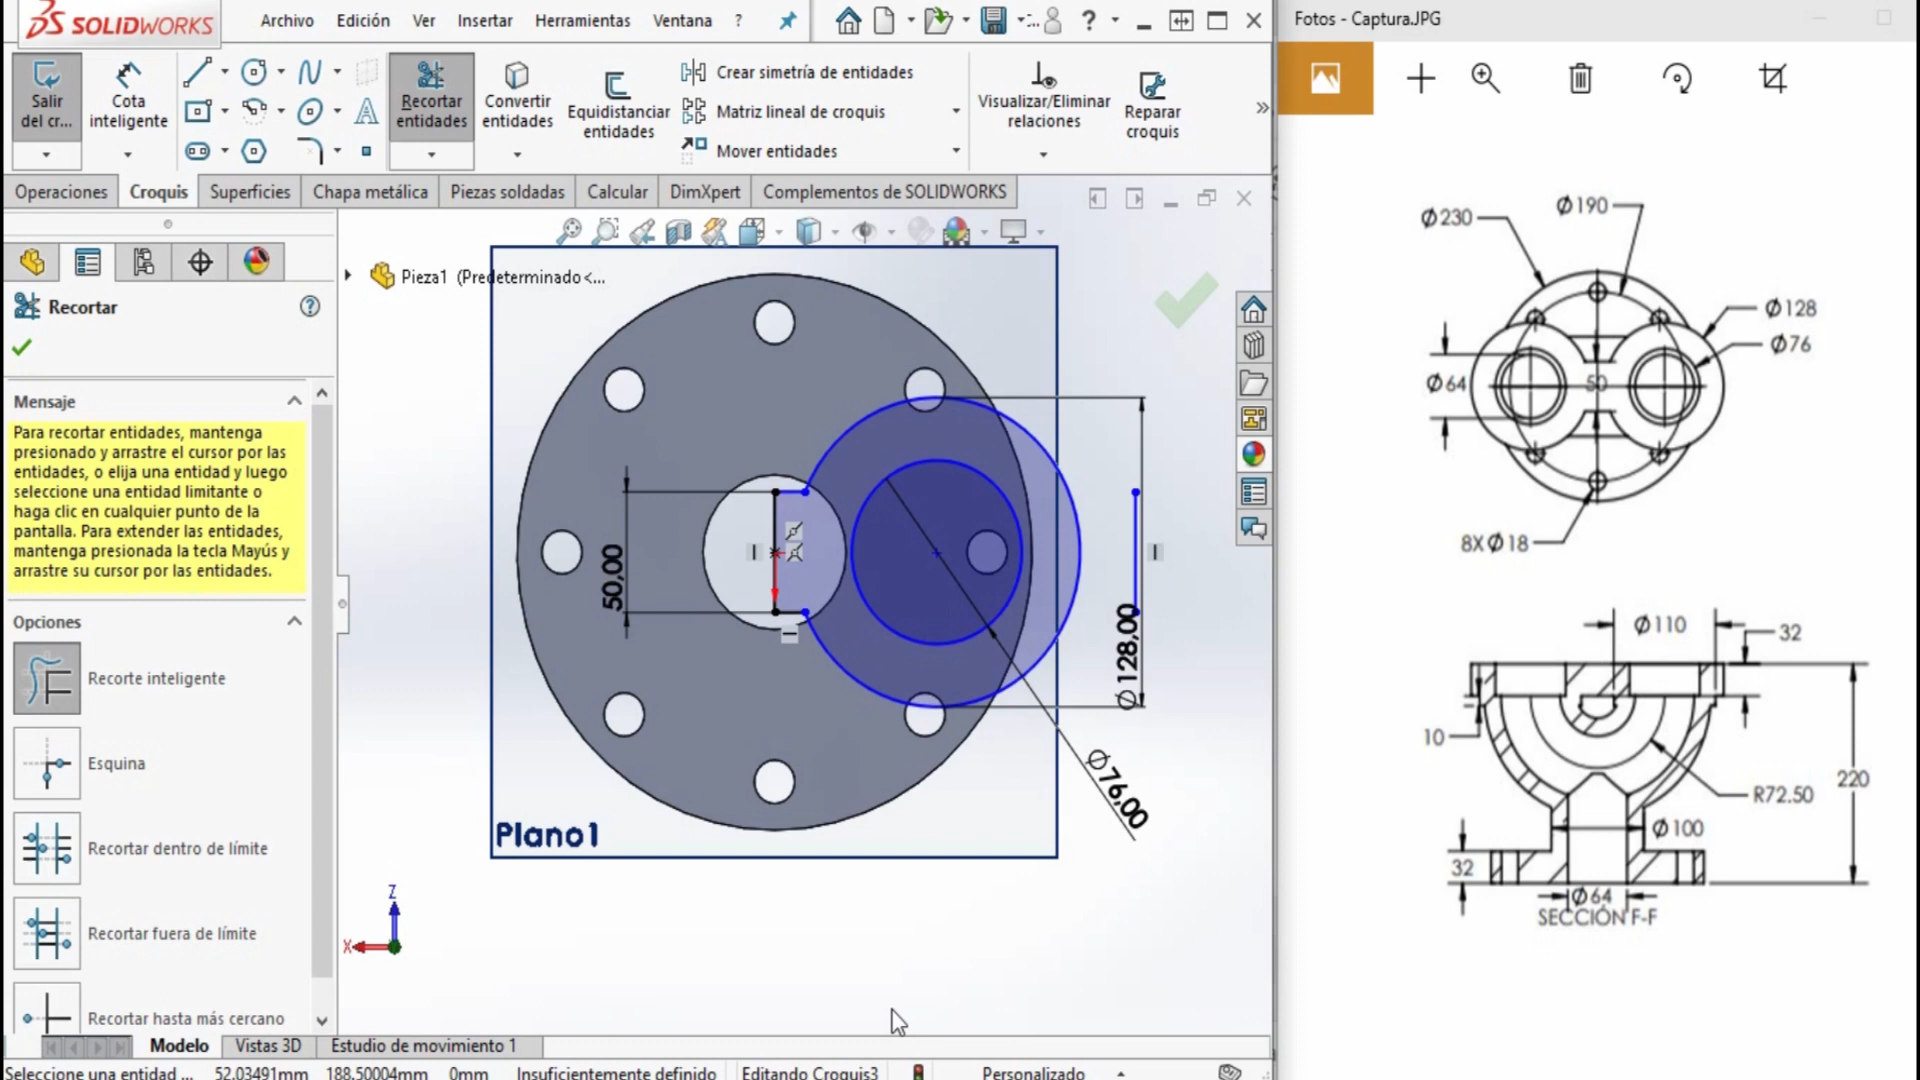 SOLIDWORKS
Archivo Edición Ver Insertar Herramientas Ventana ?
Fotos - Captura.JPG
Salir del cr...
Cota inteligente
Recortar entidades
Convertir entidades
Equidistanciar entidades
Crear simetría de entidades
Matriz lineal de croquis
Mover entidades
Visualizar/Eliminar relaciones
Reparar croquis
Operaciones Croquis Superficies Chapa metálica Piezas soldadas Calcular DimXpert Complementos de SOLIDWORKS
Pieza1 (Predeterminado<...
Recortar
Mensaje
Para recortar entidades, mantenga
presionado y arrastre el cursor por las
entidades, o elija una entidad y luego
seleccione una entidad limitante o
haga clic en cualquier punto de la
pantalla. Para extender las entidades,
mantenga presionada la tecla Mayús y
arrastre su cursor por las entidades.
Opciones
Recorte inteligente
Esquina
Recortar dentro de límite
Recortar fuera de límite
Recortar hasta más cercano
50,00
Ø128,00
Ø76,00
Plano1
Z
X
Modelo Vistas 3D Estudio de movimiento 1
Seleccione una entidad ... 52.03491mm 188.50004mm 0mm Insuficientemente definido Editando Croquis3 Personalizado
Ø230
Ø190
Ø128
Ø76
Ø64
50
8X Ø18
Ø110
32
10
220
R72.50
Ø100
32
Ø64
SECCIÓN F-F